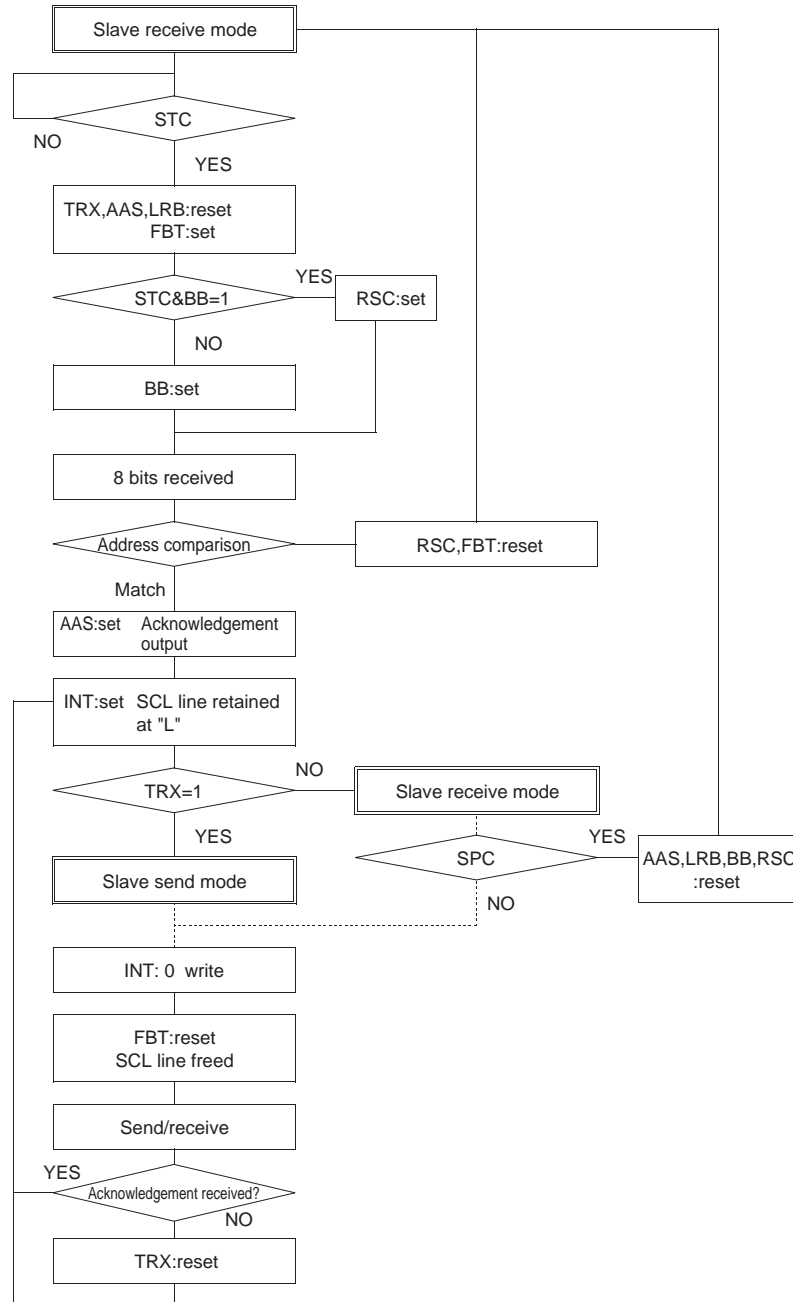 Slave receive mode
STC
NO
YES
TRX,AAS,LRB:reset
FBT:set
STC&BB=1
YES
RSC:set
NO
BB:set
8 bits received
Address comparison
RSC,FBT:reset
Match
AAS:set Acknowledgement
output
INT:set SCL line retained
at "L"
TRX=1
NO
Slave receive mode
YES
SPC
YES
AAS,LRB,BB,RSC
:reset
Slave send mode
NO
INT: 0 write
FBT:reset
SCL line freed
Send/receive
YES
Acknowledgement received?
NO
TRX:reset